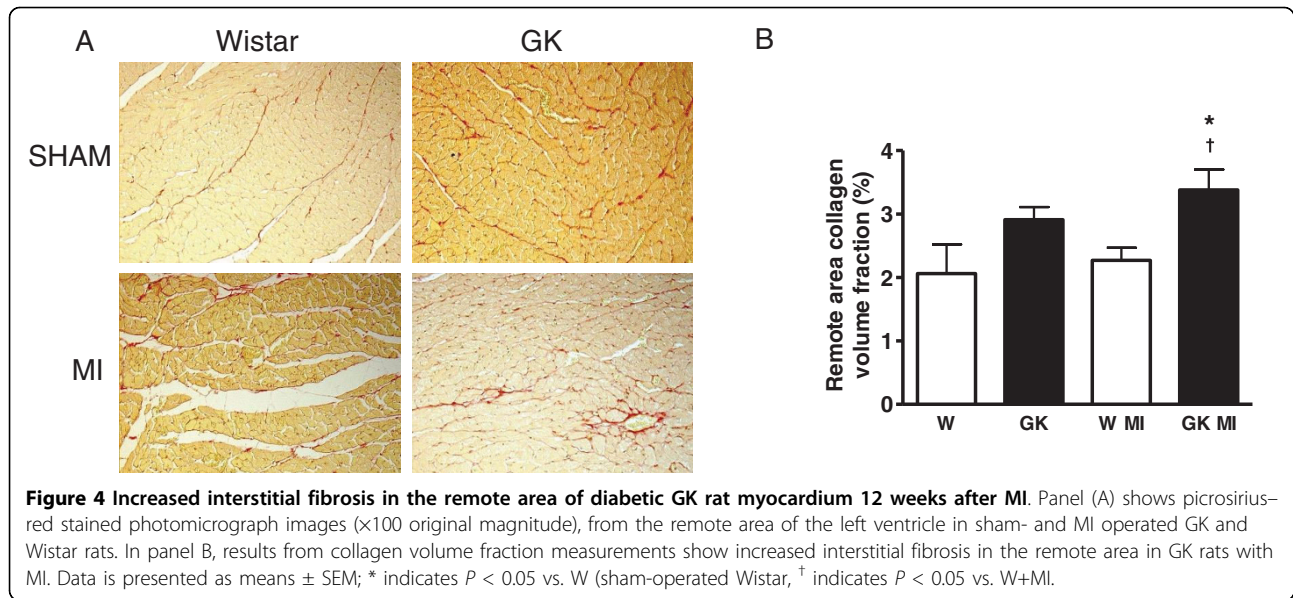 A
Wistar
GK
B
SHAM
MI
Remote area collagen
volume fraction (%)
4
3
2
1
0
*
†
W
GK
W MI
GK MI
Figure 4 Increased interstitial fibrosis in the remote area of diabetic GK rat myocardium 12 weeks after MI. Panel (A) shows picrosirius–
red stained photomicrograph images (×100 original magnitude), from the remote area of the left ventricle in sham- and MI operated GK and
Wistar rats. In panel B, results from collagen volume fraction measurements show increased interstitial fibrosis in the remote area in GK rats with
MI. Data is presented as means ± SEM; * indicates P < 0.05 vs. W (sham-operated Wistar, † indicates P < 0.05 vs. W+MI.